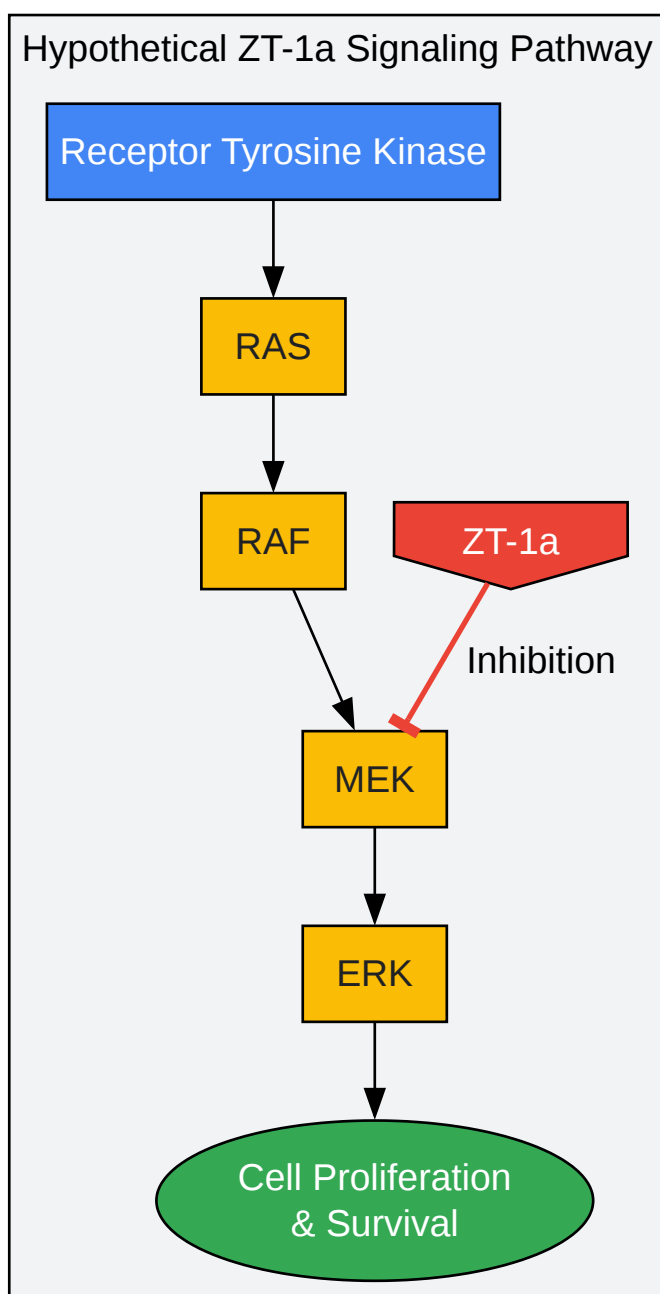 Hypothetical ZT-1a Signaling Pathway
Receptor Tyrosine Kinase
RAS
RAF
ZT-1a
Inhibition
MEK
ERK
Cell Proliferation
& Survival